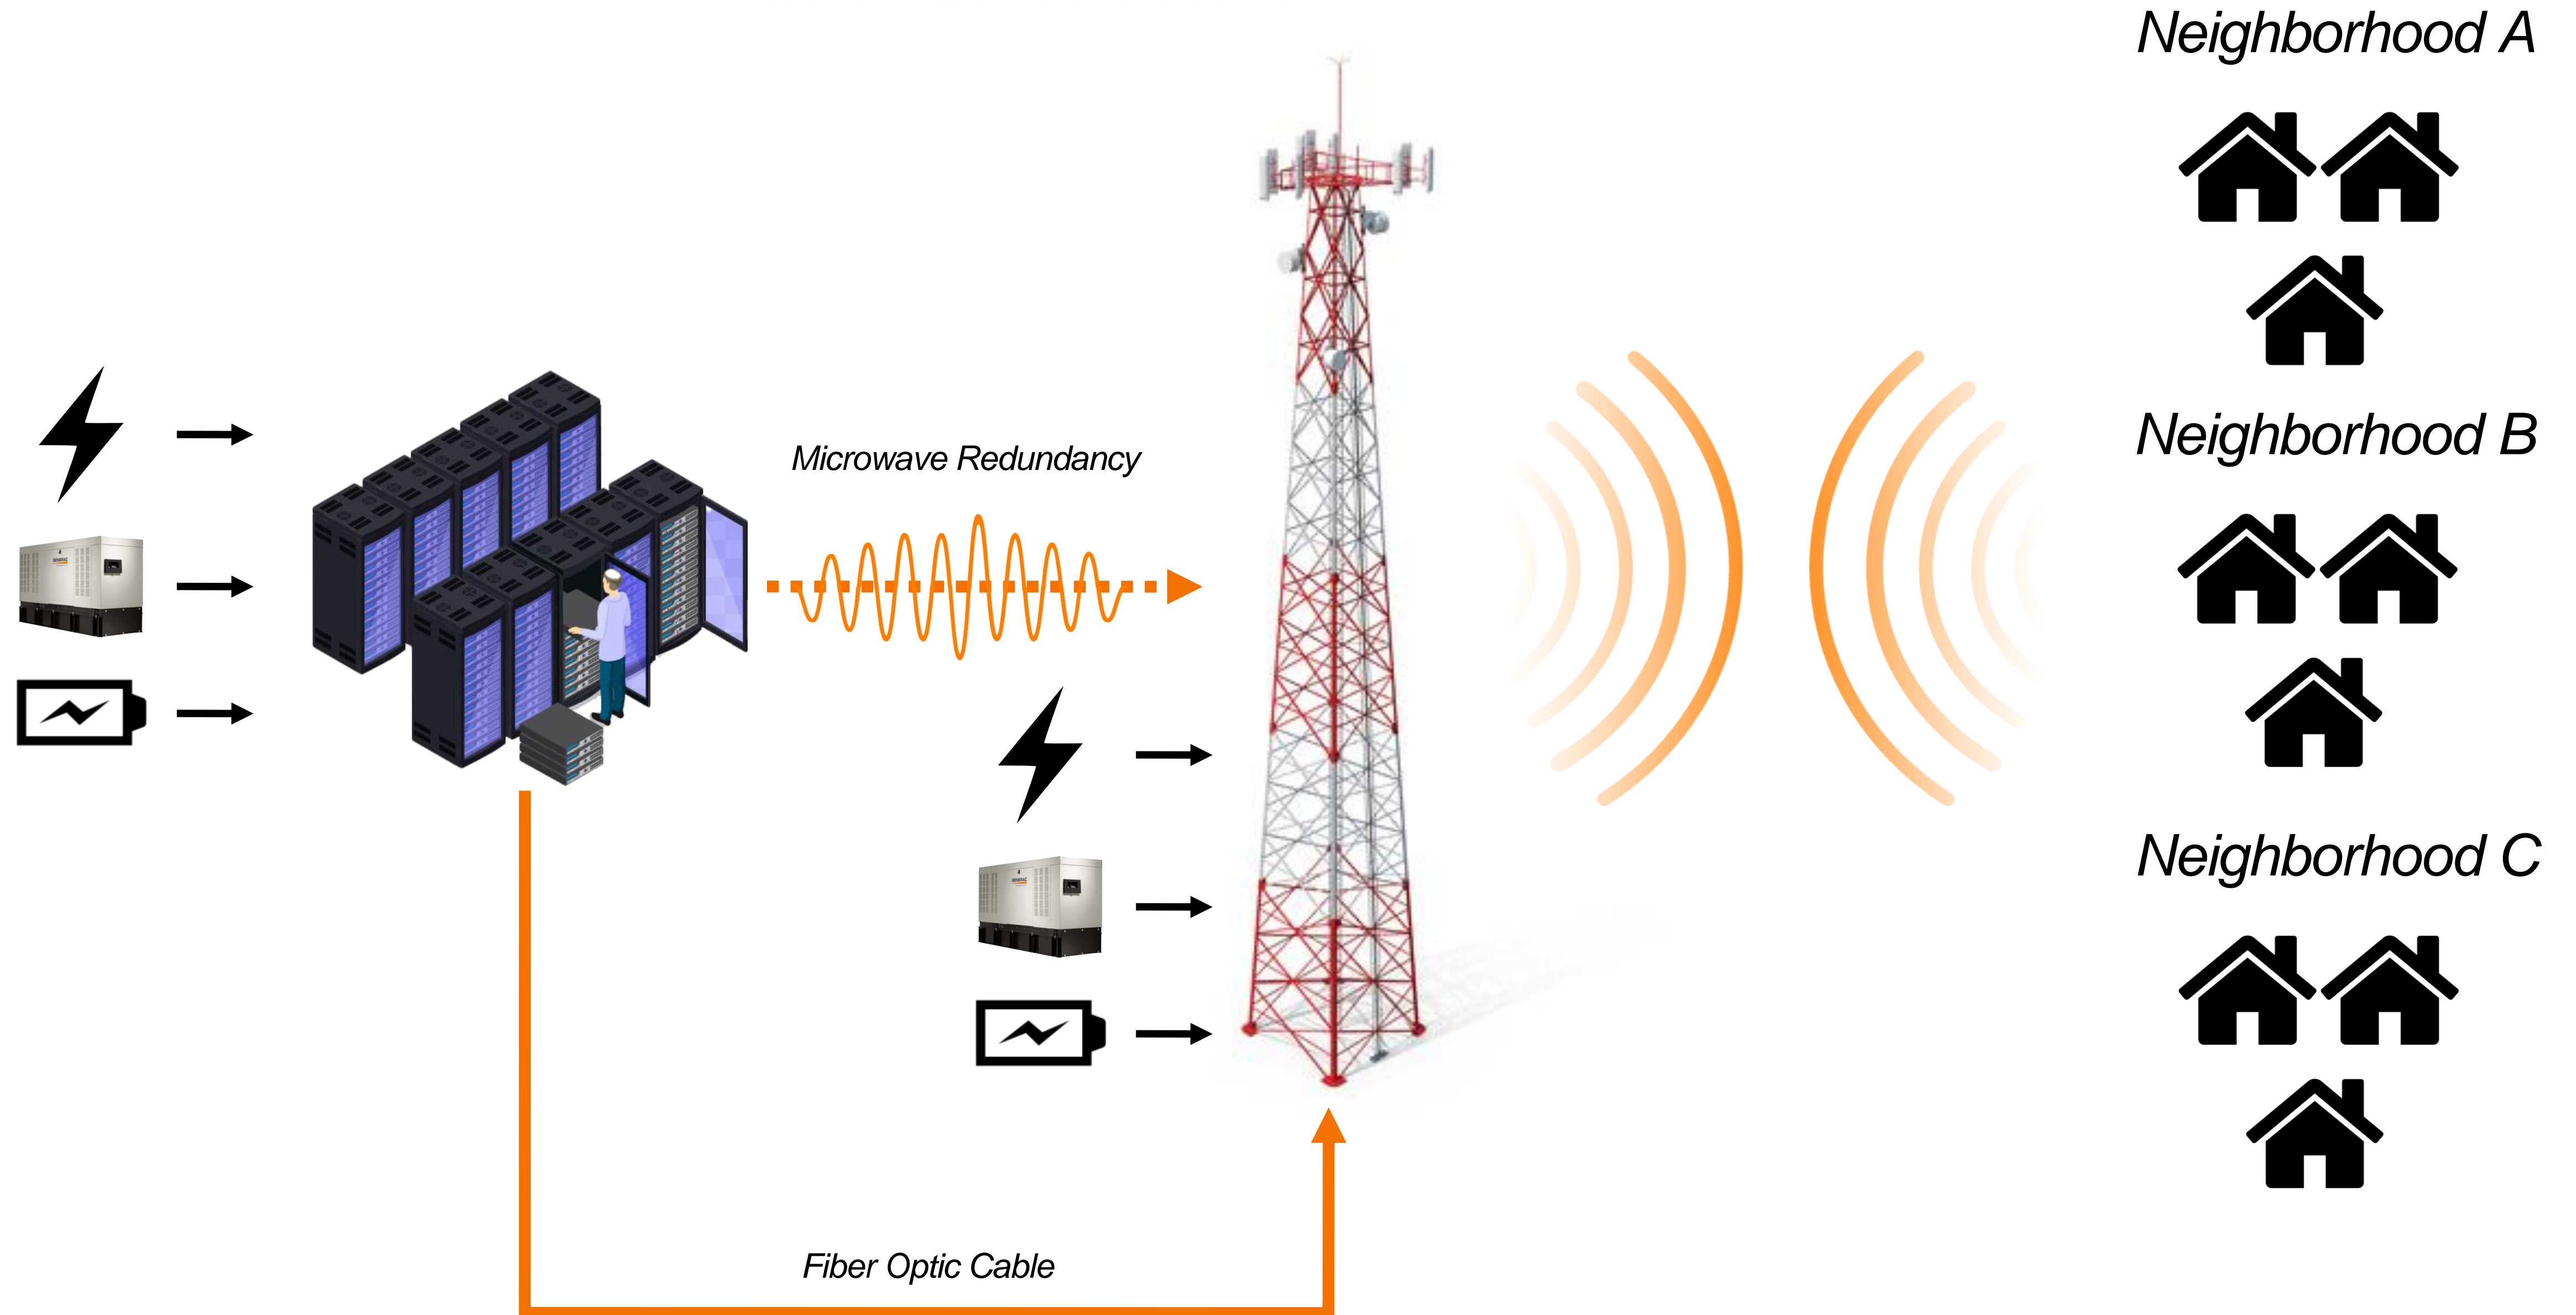 Neighborhood A
Neighborhood B
Microwave Redundancy
Neighborhood C
Fiber Optic Cable